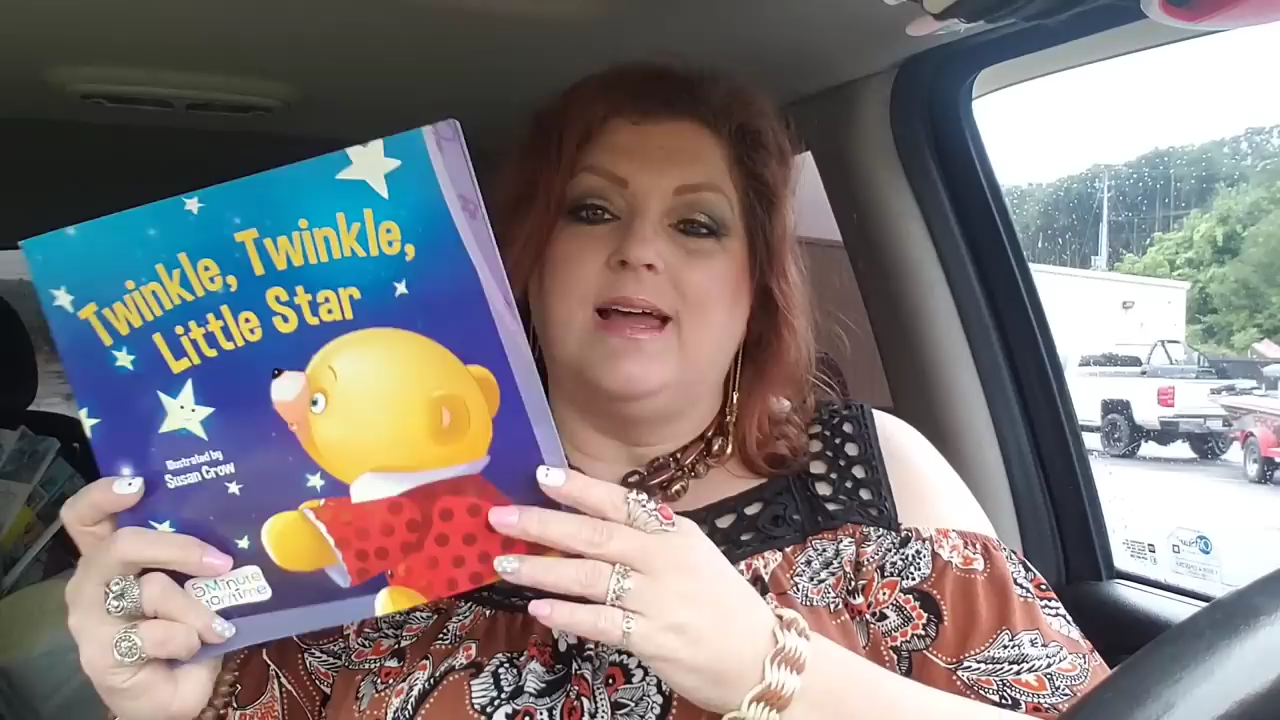 Twinkle, Twinkle,
Little Star
Illustrated by
Susan Crow
5 Minute
Storytime